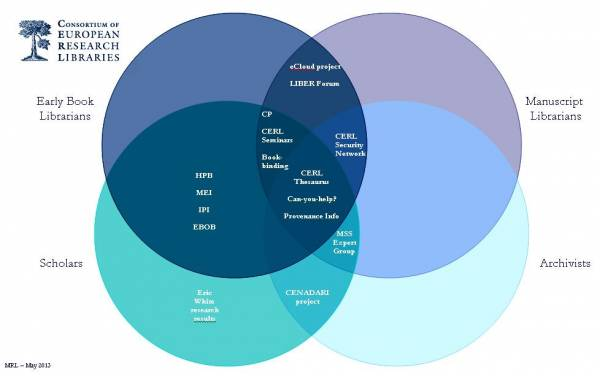 CONSORTIUM OF
EUROPEAN
RESEARCH
LIBRARIES
eCloud project
LIBER Forum
Early Book
Librarians
Manuscript
Librarians
CP
CERL
Seminars
Book-
binding
CERL
Security
Network
HPB
MEI
IPI
EBOB
CERL
Thesaurus
Can-you-help?
Provenance Info
MSS
Expert
Group
Scholars
Archivists
Eric
White
research
results
CENADARI
project
MRL – May 2013